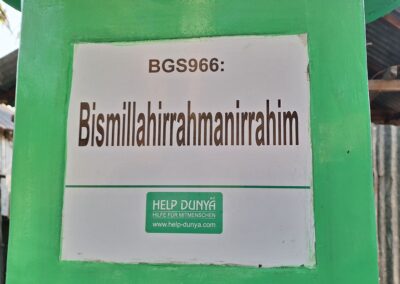 BGS966:
Bismillahirrahmanirrahim
HELP DUNYA
HILFE FÜR MITMENSCHEN
www.help-dunya.com